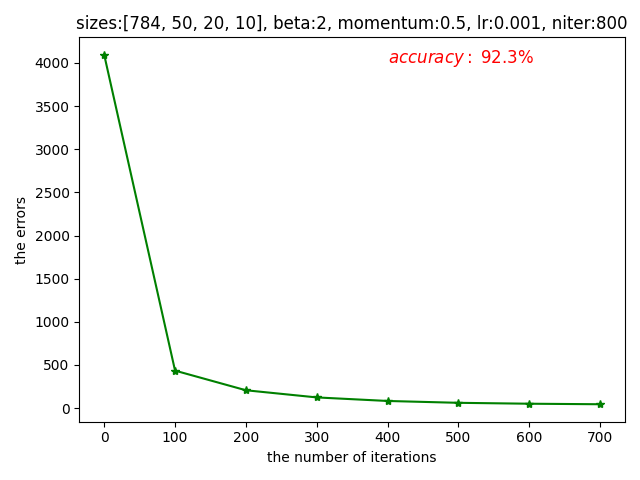 sizes:[784, 50, 20, 10], beta:2, momentum:0.5, lr:0.001, niter:800
accuracy: 92.3%
4000
3500
3000
2500
2000
1500
1000
500
0
the errors
0 100 200 300 400 500 600 700
the number of iterations